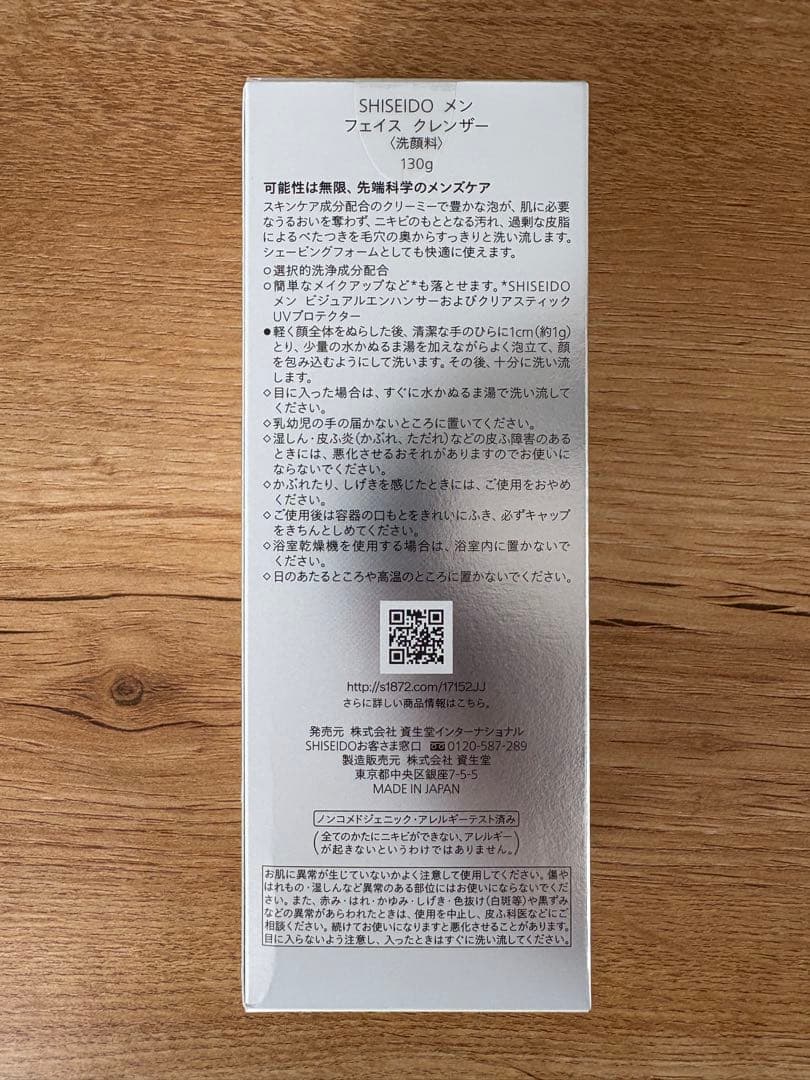 SHISEIDO メン
フェイス クレンザー
〈洗顔料〉
130g
可能性は無限、先端科学のメンズケア
スキンケア成分配合のクリーミーで豊かな泡が、肌に必要
なうるおいを奪わず、ニキビのもととなる汚れ、過剰な皮脂
によるべたつきを毛穴の奥からすっきりと洗い流します。
シェービングフォームとしても快適に使えます。
○選択的洗浄成分配合
○簡単なメイクアップなど*も落とせます。*SHISEIDO
メン ビジュアルエンハンサーおよびクリアスティック
UVプロテクター
●軽く顔全体をぬらした後、清潔な手のひらに1cm(約1g)
とり、少量の水かぬるま湯を加えながらよく泡立て、顔
を包み込むようにして洗います。その後、十分に洗い流
します。
◇目に入った場合は、すぐに水かぬるま湯で洗い流して
ください。
◇乳幼児の手の届かないところに置いてください。
◇湿しん・皮ふ炎(かぶれ、ただれ)などの皮ふ障害のある
ときには、悪化させるおそれがありますのでお使いに
ならないでください。
◇かぶれたり、しげきを感じたときには、ご使用をおやめ
ください。
◇ご使用後は容器の口もとをきれいにふき、必ずキャップ
をきちんとしめてください。
◇浴室乾燥機を使用する場合は、浴室内に置かないで
ください。
◇日のあたるところや高温のところに置かないでください。
http://s1872.com/17152JJ
さらに詳しい商品情報はこちら。
発売元 株式会社 資生堂インターナショナル
SHISEIDOお客さま窓口 0120-587-289
製造販売元 株式会社 資生堂
東京都中央区銀座7-5-5
MADE IN JAPAN
ノンコメドジェニック・アレルギーテスト済み
(全てのかたにニキビができない、アレルギー
が起きないというわけではありません。)
お肌に異常が生じていないかよく注意して使用してください。傷や
はれもの・湿しんなど異常のある部位にはお使いにならないでくだ
さい。また、赤み・はれ・かゆみ・しげき・色抜け(白斑等)や黒ずみ
などの異常があらわれたときは、使用を中止し、皮ふ科医などにご
相談ください。続けてお使いになりますと悪化させることがあります。
目に入らないよう注意し、入ったときはすぐに洗い流してください。